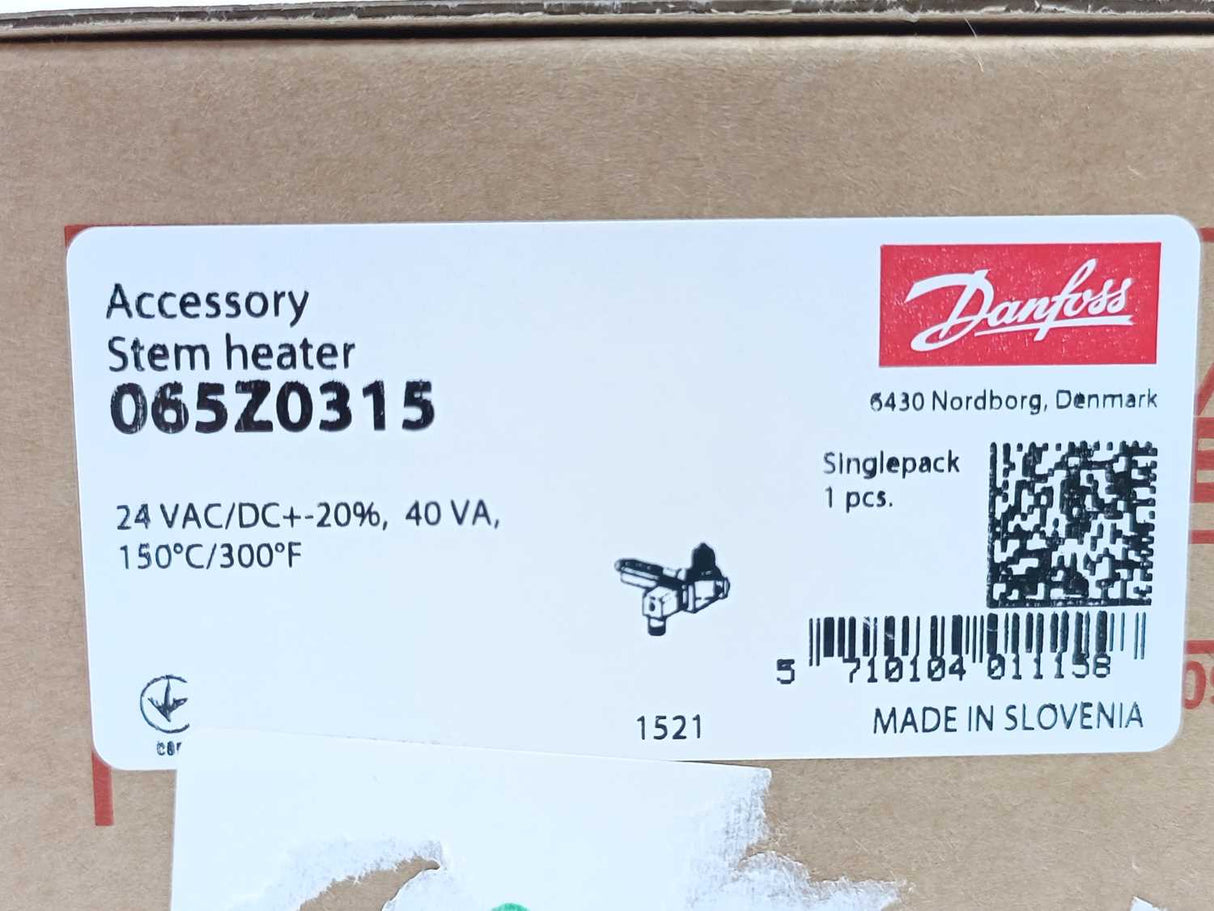 Accessory
Stem heater
065Z0315
24 VAC/DC+-20%, 40 VA,
150°C/300°F
Danfoss
6430 Nordborg, Denmark
Singlepack
1 pcs.
5 710104 011158
1521
MADE IN SLOVENIA